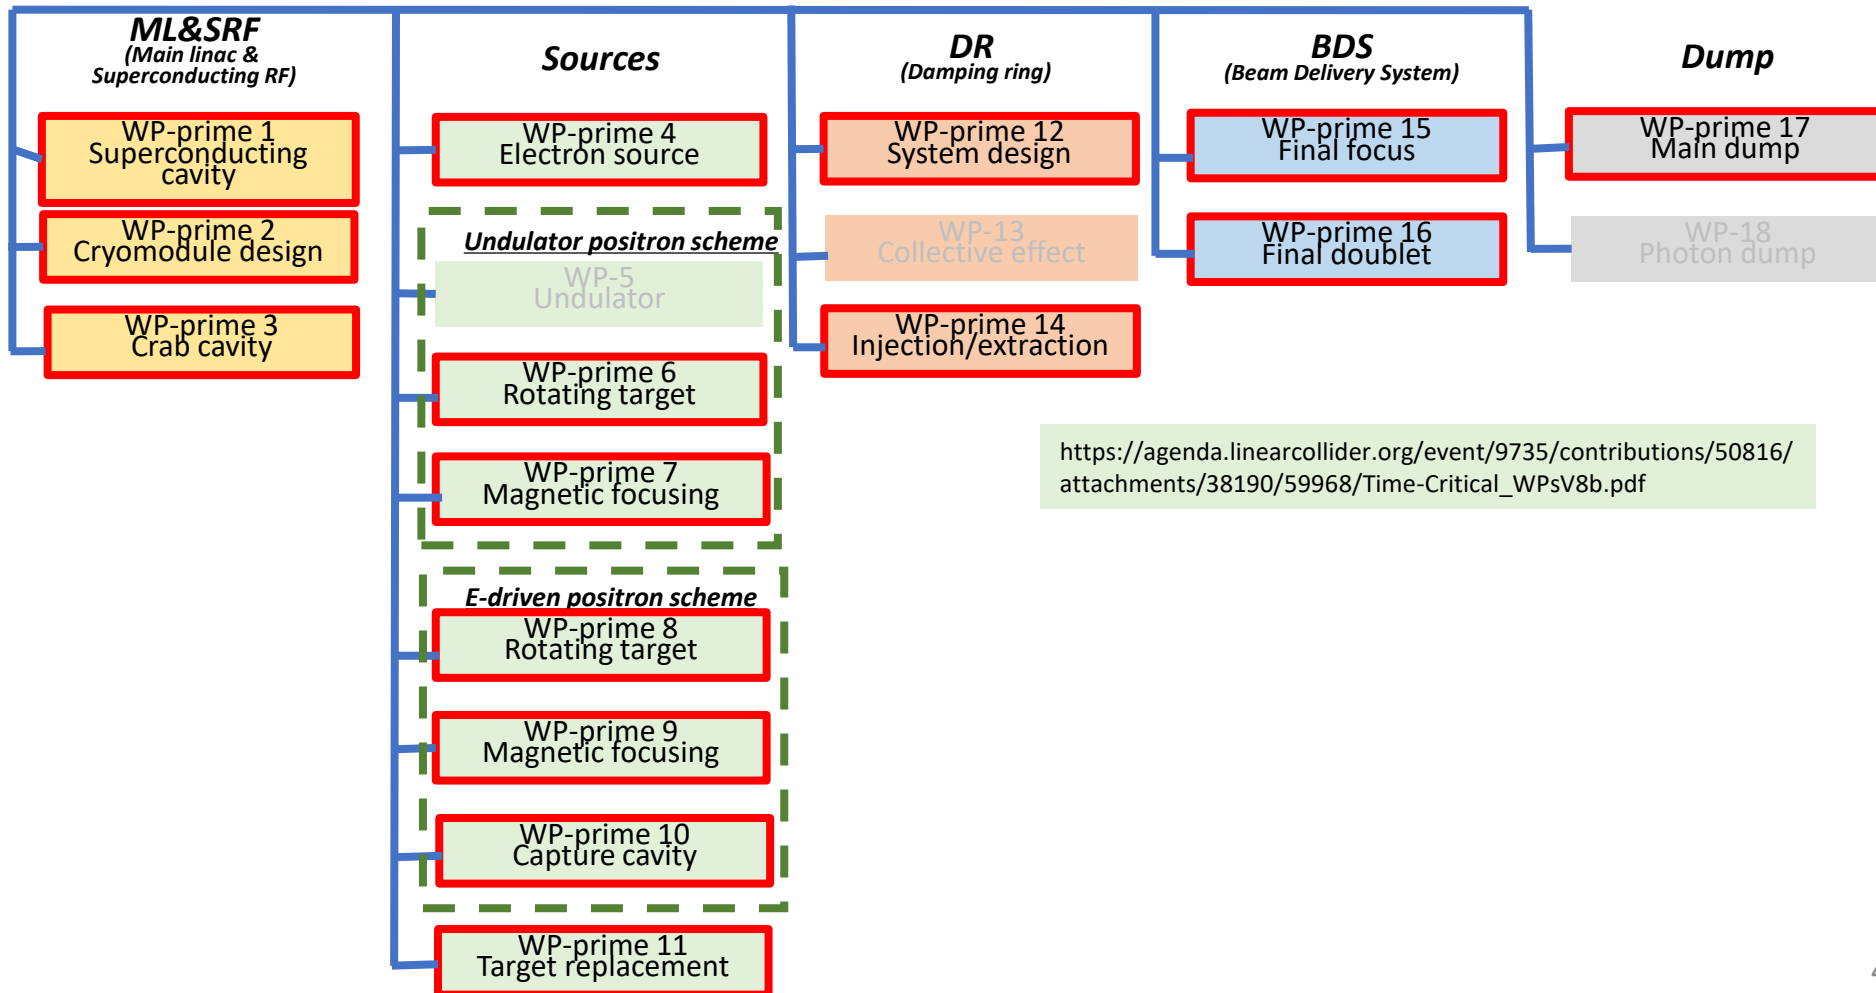 ML&SRF
(Main linac &
Superconducting RF)
WP-prime 1
Superconducting
cavity
WP-prime 2
Cryomodule design
WP-prime 3
Crab cavity
Sources
WP-prime 4
Electron source
Undulator positron scheme
WP-5
Undulator
WP-prime 6
Rotating target
WP-prime 7
Magnetic focusing
E-driven positron scheme
WP-prime 8
Rotating target
WP-prime 9
Magnetic focusing
WP-prime 10
Capture cavity
WP-prime 11
Target replacement
DR
(Damping ring)
WP-prime 12
System design
WP-13
Collective effect
WP-prime 14
Injection/extraction
BDS
(Beam Delivery System)
WP-prime 15
Final focus
WP-prime 16
Final doublet
Dump
WP-prime 17
Main dump
WP-18
Photon dump
https://agenda.linearcollider.org/event/9735/contributions/50816/
attachments/38190/59968/Time-Critical_WPsV8b.pdf